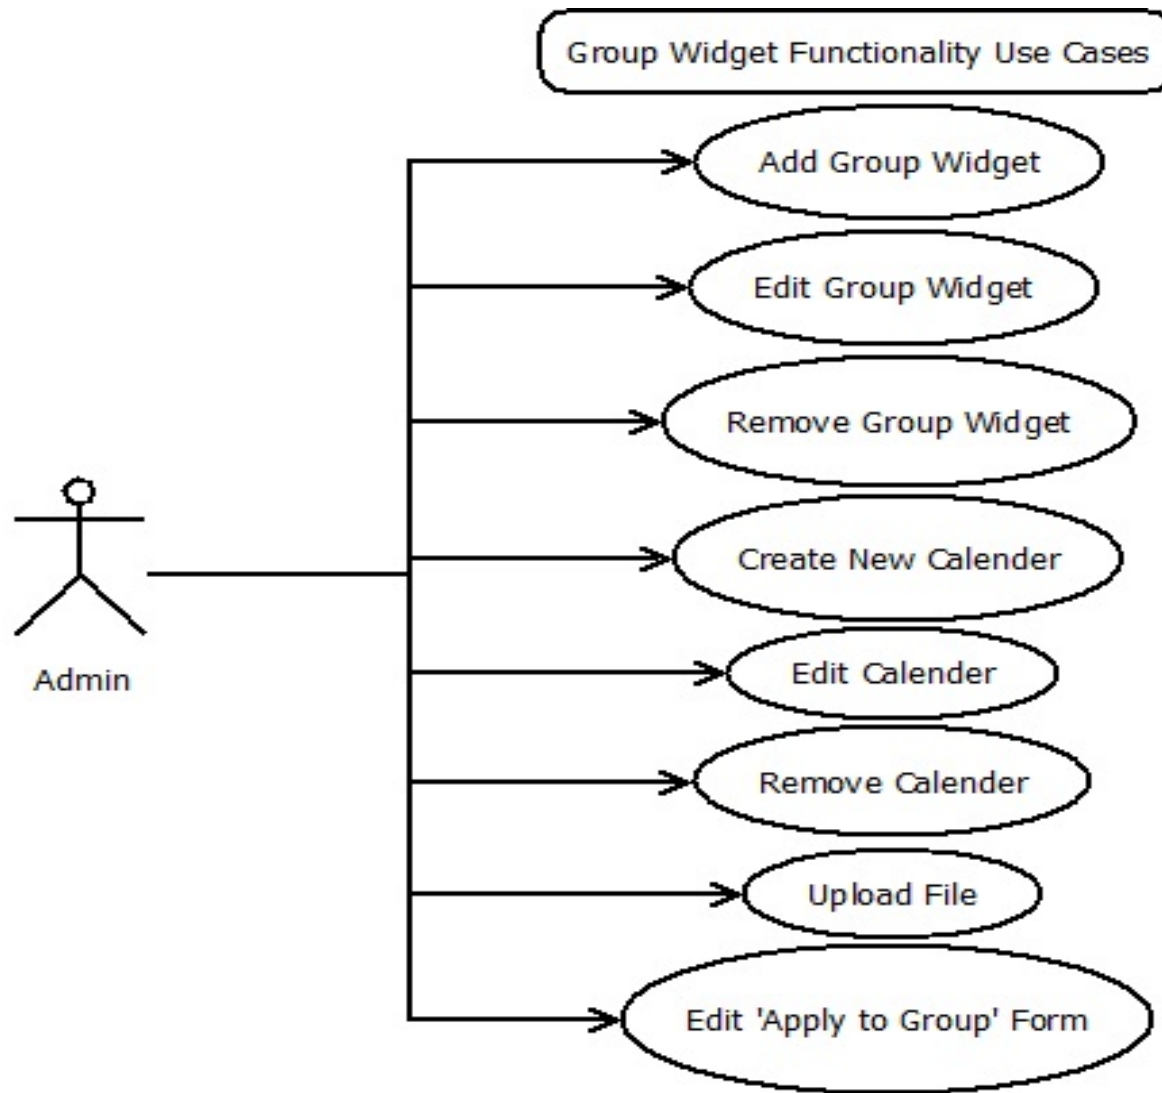 Group Widget Functionality Use Cases
Add Group Widget
Edit Group Widget
Remove Group Widget
Create New Calender
Edit Calender
Remove Calender
Upload File
Edit 'Apply to Group' Form
Admin